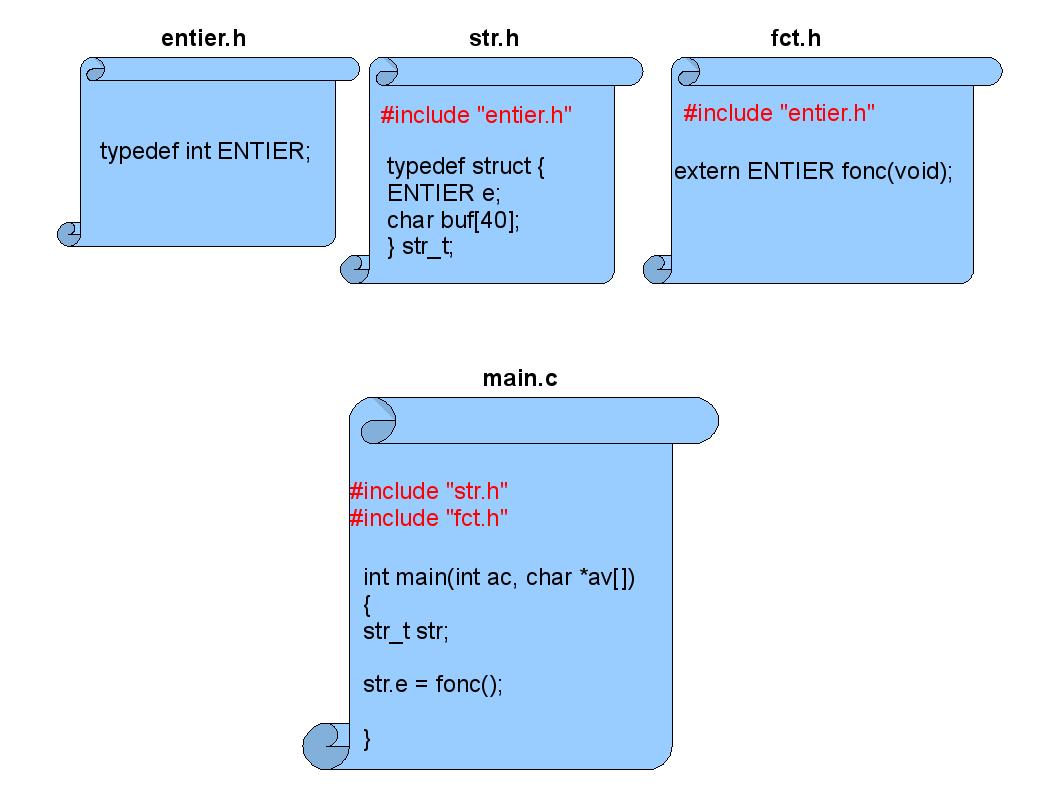 entier.h
typedef int ENTIER;
str.h
#include "entier.h"
typedef struct {
ENTIER e;
char buf[40];
} str_t;
fct.h
#include "entier.h"
extern ENTIER fonc(void);
main.c
#include "str.h"
#include "fct.h"
int main(int ac, char *av[])
{
str_t str;
str.e = fonc();
}